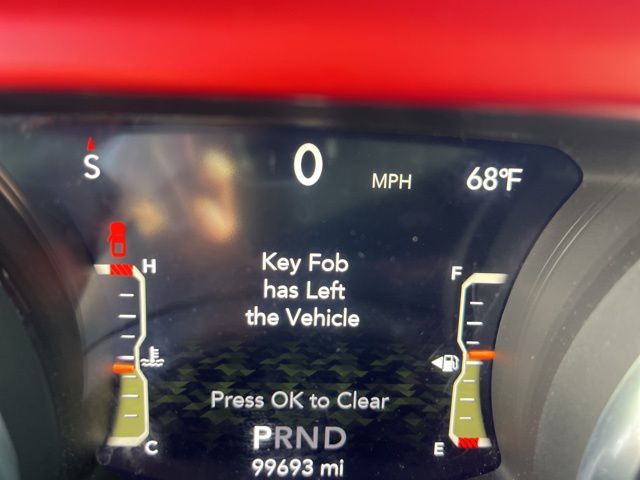 S
0 MPH 68°F
H F
Key Fob
has Left
the Vehicle
Press OK to Clear
PRND
C E
99693 mi